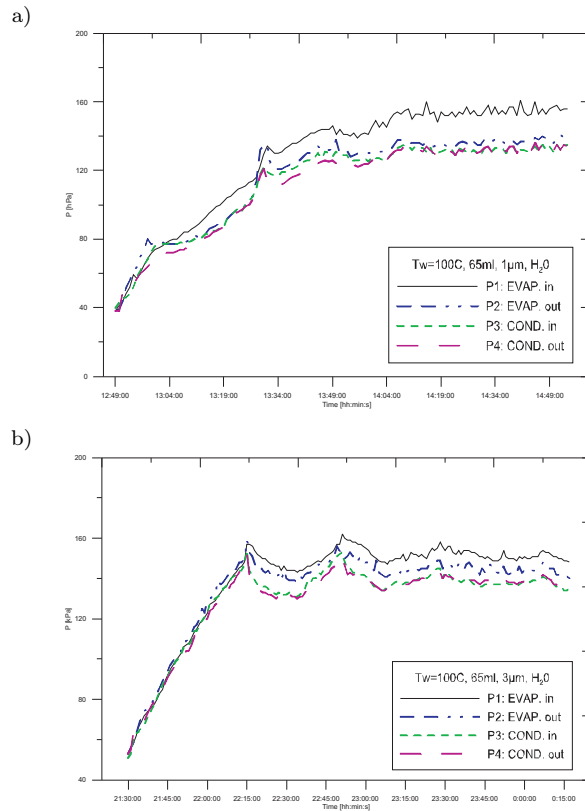 a)
200
160
120
80
40
0
P [hPa]
Tw=100C, 65ml, 1µm, H₂0
P1: EVAP. in
P2: EVAP. out
P3: COND. in
P4: COND. out
12:49:00 13:04:00 13:19:00 13:34:00 13:49:00 14:04:00 14:19:00 14:34:00 14:49:00
Time [hh:min:s]
b)
200
160
120
80
40
P [kPa]
Tw=100C, 65ml, 3µm, H₂0
P1: EVAP. in
P2: EVAP. out
P3: COND. in
P4: COND. out
21:30:00 21:45:00 22:00:00 22:15:00 22:30:00 22:45:00 23:00:00 23:15:00 23:30:00 23:45:00 0:00:00 0:15:00
Time [hh:min:s]